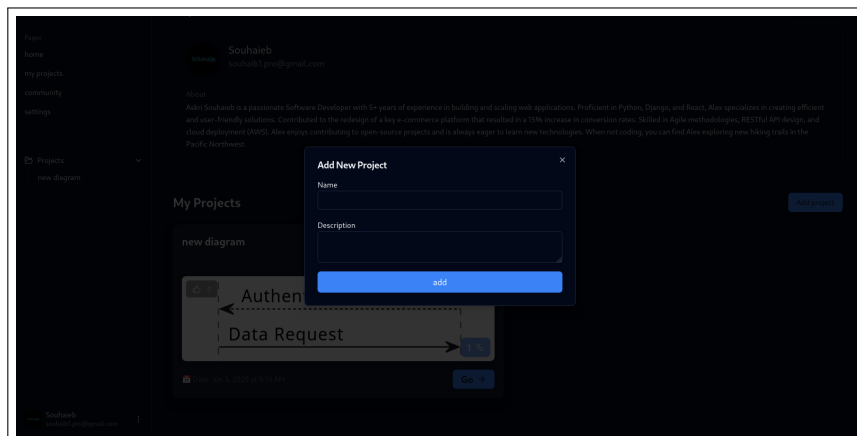 Pages
home
my projects
community
settings
Projects
new diagram
Souhaieb
Askri Souhaieb is a passionate Software Developer with 5+ years of experience in building and scaling web applications. Proficient in Python, Django, and React, Alex specializes in creating efficient
and user-friendly solutions. Contributed to the redesign of a key e-commerce platform that resulted in a 15% increase in conversion rates. Skilled in Agile methodologies, RESTful API design, and
cloud deployment (AWS). Alex enjoys contributing to open-source projects and is always eager to learn new technologies. When not coding, you can find Alex exploring new hiking trails in the
Pacific Northwest.
About
My Projects
Add project
new diagram
Authen
Data Request
1
Go →
Add New Project
Name
Description
add
Souhaieb